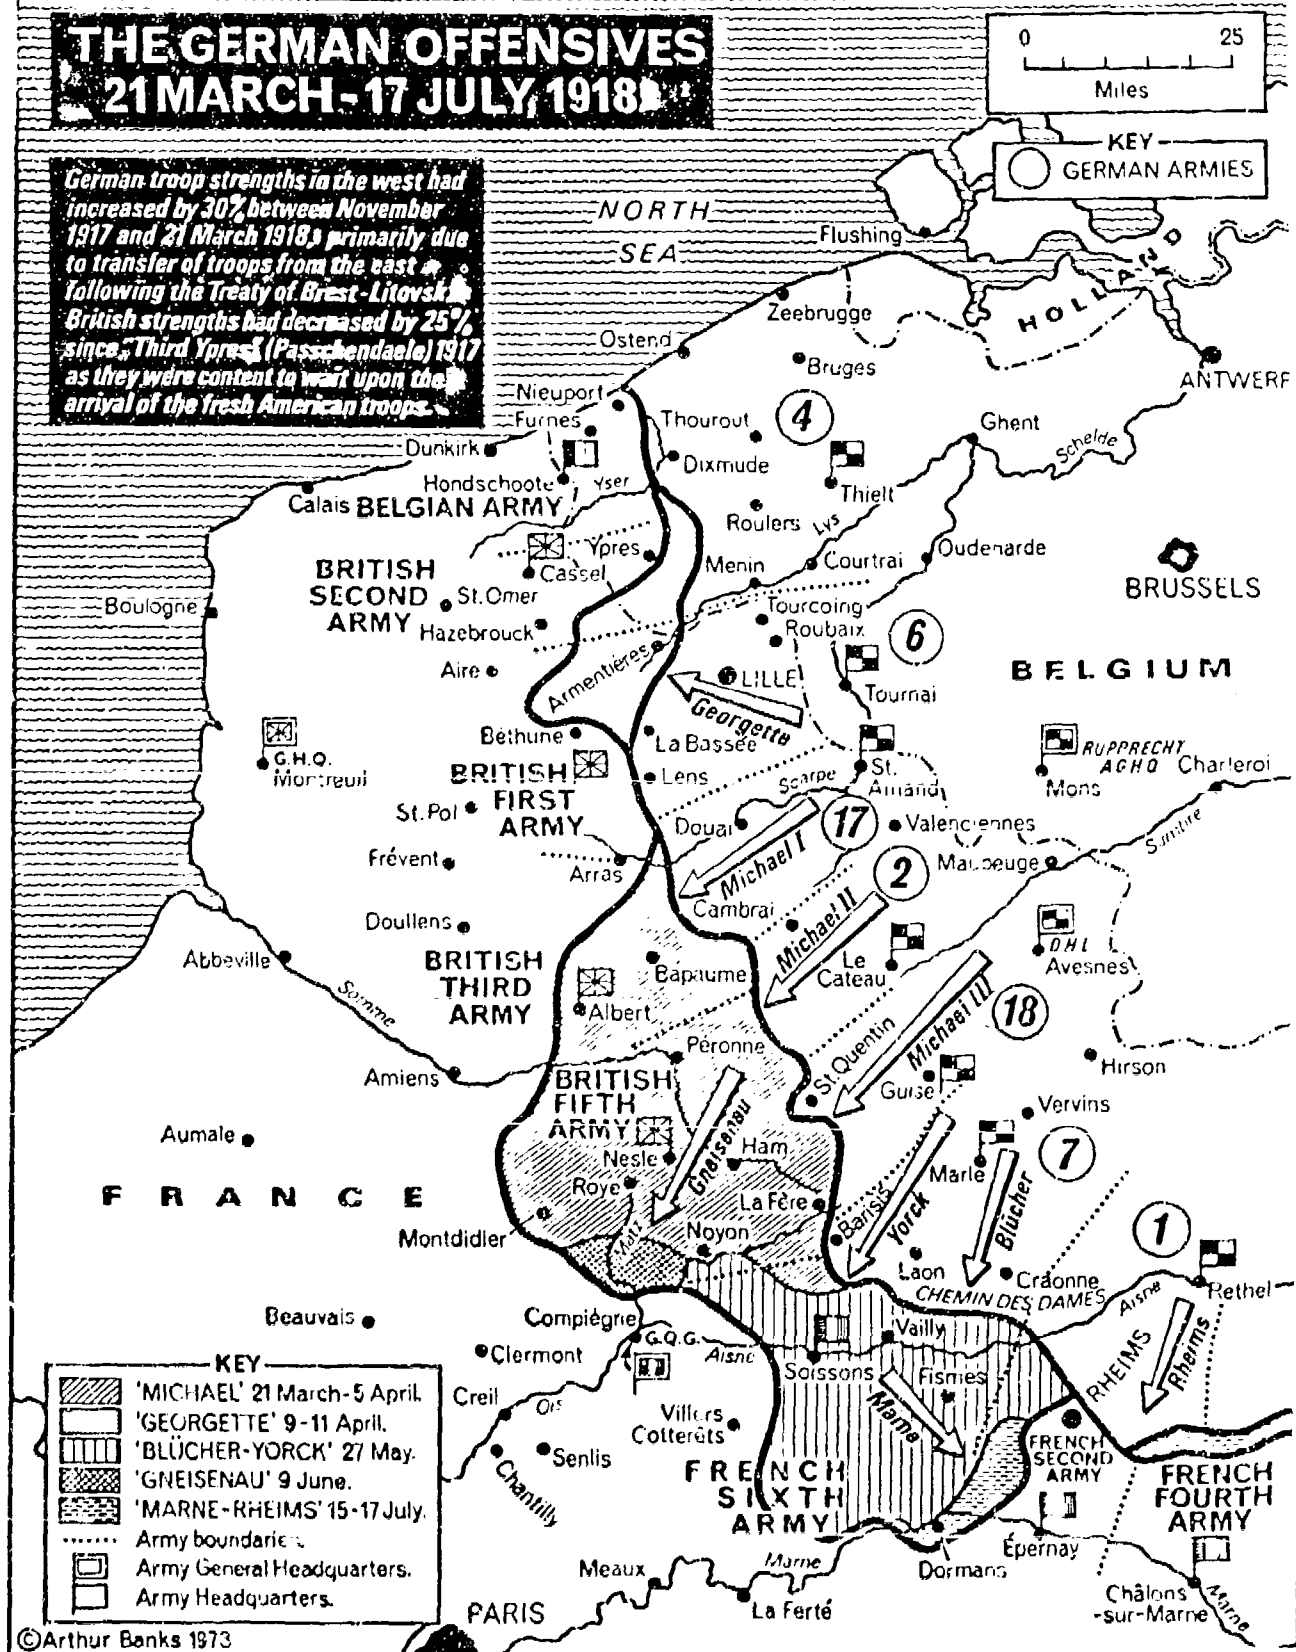 THE GERMAN OFFENSIVES
21 MARCH-17 JULY, 1918
0 25
Miles
KEY
GERMAN ARMIES
German troop strengths in the west had
increased by 30% between November
1917 and 21 March 1918, primarily due
to transfer of troops from the east
following the Treaty of Brest-Litovsk
British strengths had decreased by 25%
since "Third Ypres" (Passchendaele) 1917
as they were content to wait upon the
arrival of the fresh American troops.
NORTH
SEA
Flushing
HOLLAND
Zeebrugge
Ostend
Bruges
ANTWERP
Nieuport
Furnes
Thourout
4
Ghent
Schelde
Dunkirk
Dixmude
Hondschoote
Yser
Thielt
Calais
BELGIAN ARMY
Roulers
Lys
Ypres
Menin
Courtrai
Oudenarde
BRITISH
SECOND
ARMY
Cassel
BRUSSELS
Boulogne
St.Omer
Hazebrouck
Tourcoing
Roubaix
6
Aire
Armentières
LILLE
Tournai
BELGIUM
Georgette
Béthune
La Bassée
G.H.Q.
Montreuil
BRITISH
FIRST
ARMY
Lens
Scarpe
St.
Amand
RUPPRECHT
AGHQ
Mons
Charleroi
St.Pol
Douai
17
Valenciennes
Sambre
Frévent
Arras
Michael I
2
Maubeuge
Cambrai
Doullens
Michael II
Abbeville
BRITISH
THIRD
ARMY
Bapaume
Le
Cateau
OHL
Avesnes
Somme
Albert
Michael III
18
Péronne
St.Quentin
Hirson
Amiens
BRITISH
FIFTH
ARMY
Guise
Vervins
Aumale
Gnaisenau
Nesle
Ham
Marle
7
FRANCE
Roye
La Fère
Barisis
Yorck
Blücher
1
Montdidier
Matz
Noyon
Laon
Craonne
CHEMIN DES DAMES
Aisne
Rethel
Beauvais
Compiégne
G.Q.G.
Aisne
Vailly
RHEIMS
Rheims
Clermont
Soissons
Fismes
Creil
Villers
Cotterêts
Marne
Senlis
Chantilly
FRENCH
SIXTH
ARMY
FRENCH
SECOND
ARMY
FRENCH
FOURTH
ARMY
Épernay
Dormans
Marne
Meaux
La Ferté
Châlons
-sur-Marne
Marne
PARIS
KEY
'MICHAEL' 21 March-5 April.
'GEORGETTE' 9-11 April.
'BLÜCHER-YORCK' 27 May.
'GNEISENAU' 9 June.
'MARNE-RHEIMS' 15-17 July.
Army boundaries.
Army General Headquarters.
Army Headquarters.
©Arthur Banks 1973